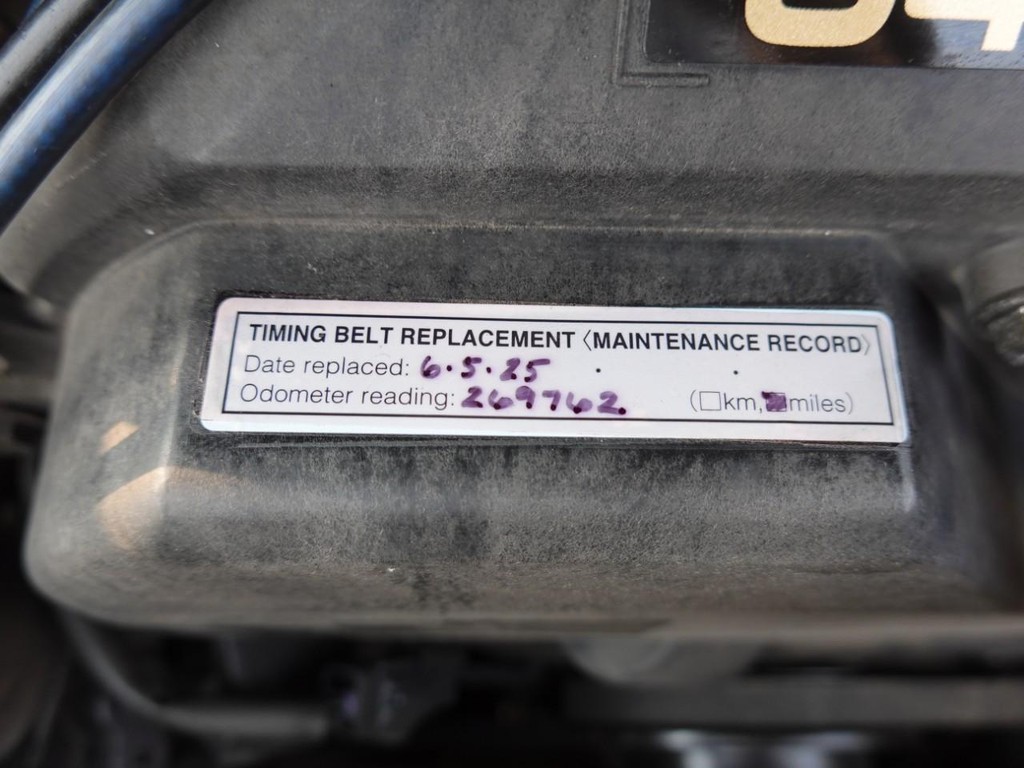 TIMING BELT REPLACEMENT〈MAINTENANCE RECORD〉
Date replaced: 6.5.25 . .
Odometer reading: 269762 (□km,■miles)